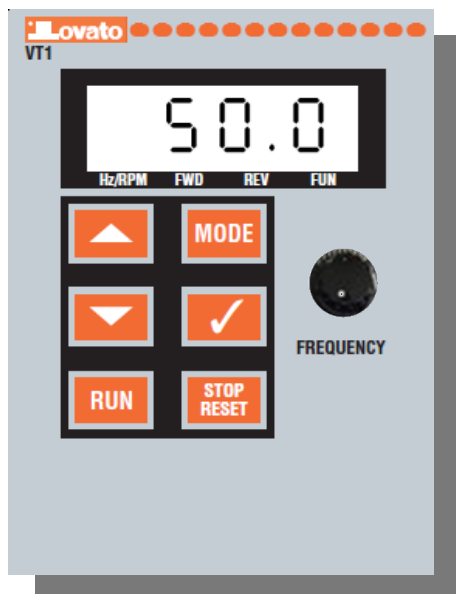 Lovato
VT1
50.0
Hz/RPM FWD REV FUN
MODE
FREQUENCY
RUN
STOP
RESET